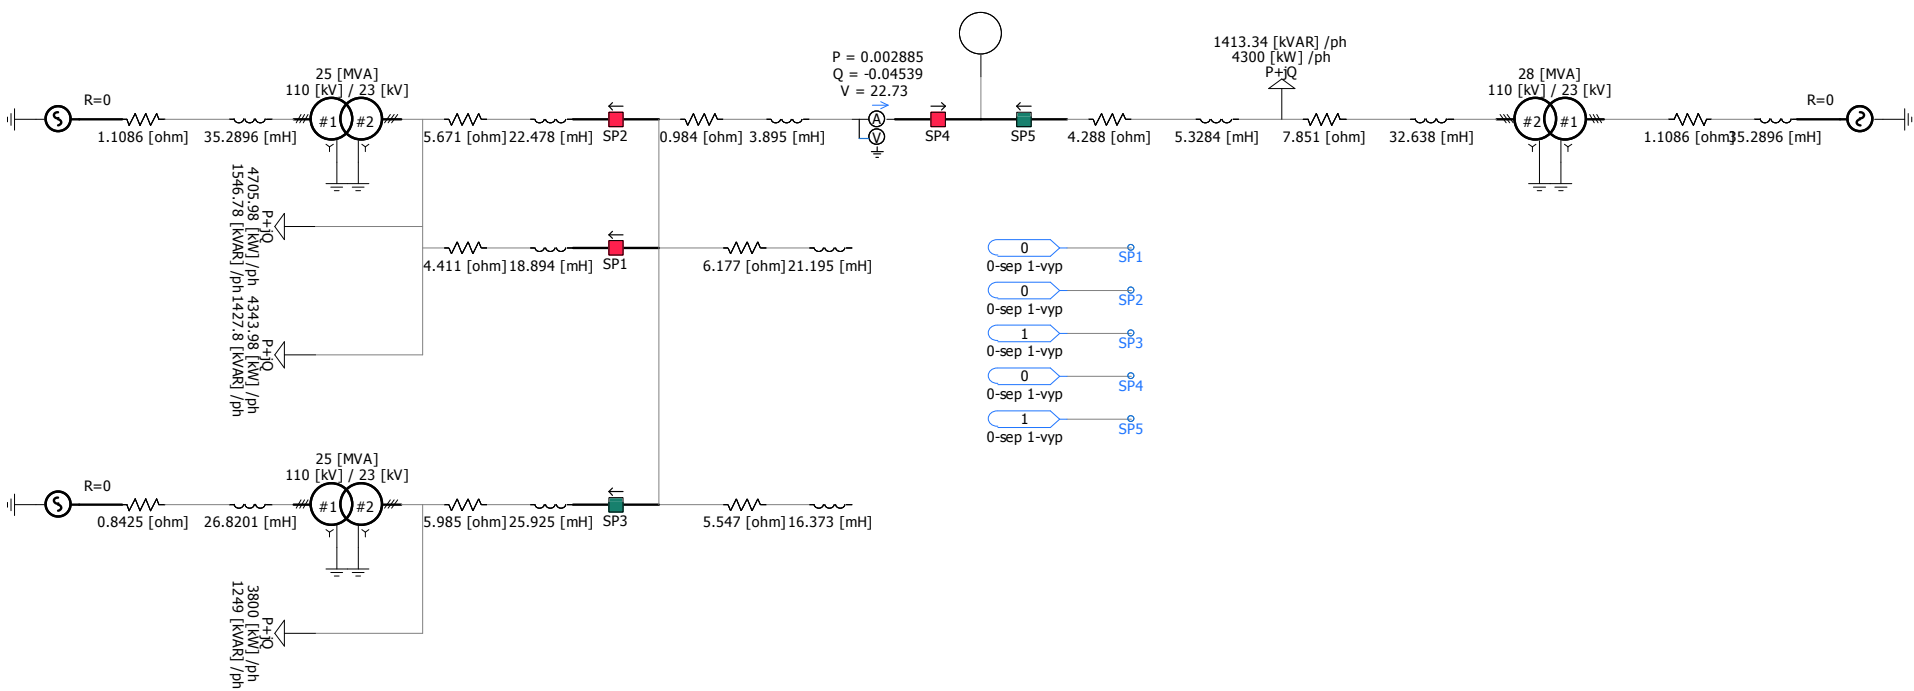 P = 0.002885
Q = -0.04539
V = 22.73
1413.34 [kVAR] /ph
4300 [kW] /ph
P+jQ
25 [MVA]
110 [kV] / 23 [kV]
28 [MVA]
110 [kV] / 23 [kV]
R=0
#1 #2
A
V
#2 #1
R=0
1.1086 [ohm]
35.2896 [mH]
5.671 [ohm]
22.478 [mH]
SP2
0.984 [ohm]
3.895 [mH]
SP4
SP5
4.288 [ohm]
5.3284 [mH]
7.851 [ohm]
32.638 [mH]
1.1086 [ohm]
35.2896 [mH]
Y Y
Y Y
4705.98 [kW] /ph
1546.78 [kVAR] /ph
P+jQ
4.411 [ohm]
18.894 [mH]
SP1
6.177 [ohm]
21.195 [mH]
4343.98 [kW] /ph
1427.8 [kVAR] /ph
P+jQ
0
0-sep 1-vyp
SP1
0
0-sep 1-vyp
SP2
1
0-sep 1-vyp
SP3
0
0-sep 1-vyp
SP4
1
0-sep 1-vyp
SP5
25 [MVA]
110 [kV] / 23 [kV]
R=0
#1 #2
0.8425 [ohm]
26.8201 [mH]
5.985 [ohm]
25.925 [mH]
SP3
5.547 [ohm]
16.373 [mH]
Y Y
3800 [kW] /ph
1249 [kVAR] /ph
P+jQ